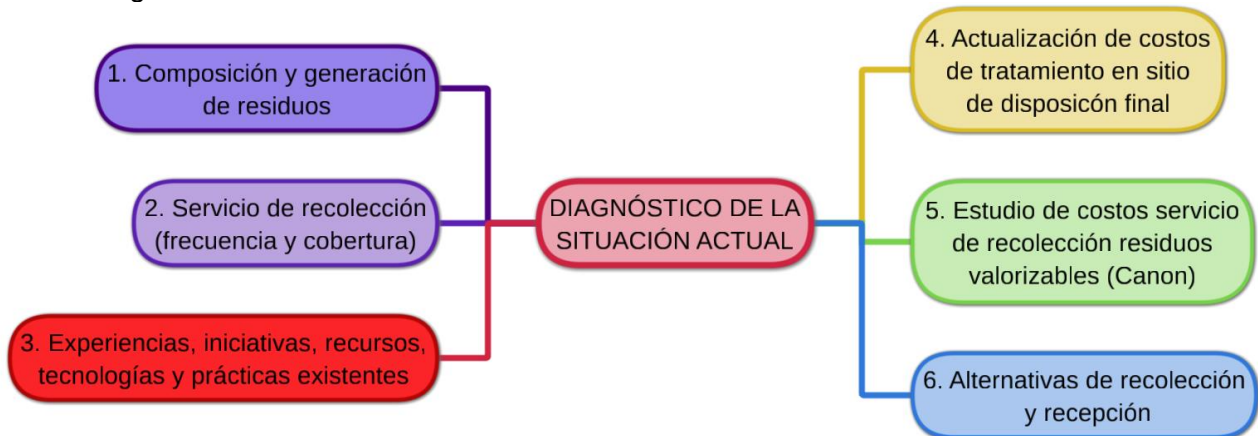 1. Composición y generación
de residuos
2. Servicio de recolección
(frecuencia y cobertura)
3. Experiencias, iniciativas, recursos,
tecnologías y prácticas existentes
DIAGNÓSTICO DE LA
SITUACIÓN ACTUAL
4. Actualización de costos
de tratamiento en sitio
de disposicón final
5. Estudio de costos servicio
de recolección residuos
valorizables (Canon)
6. Alternativas de recolección
y recepción